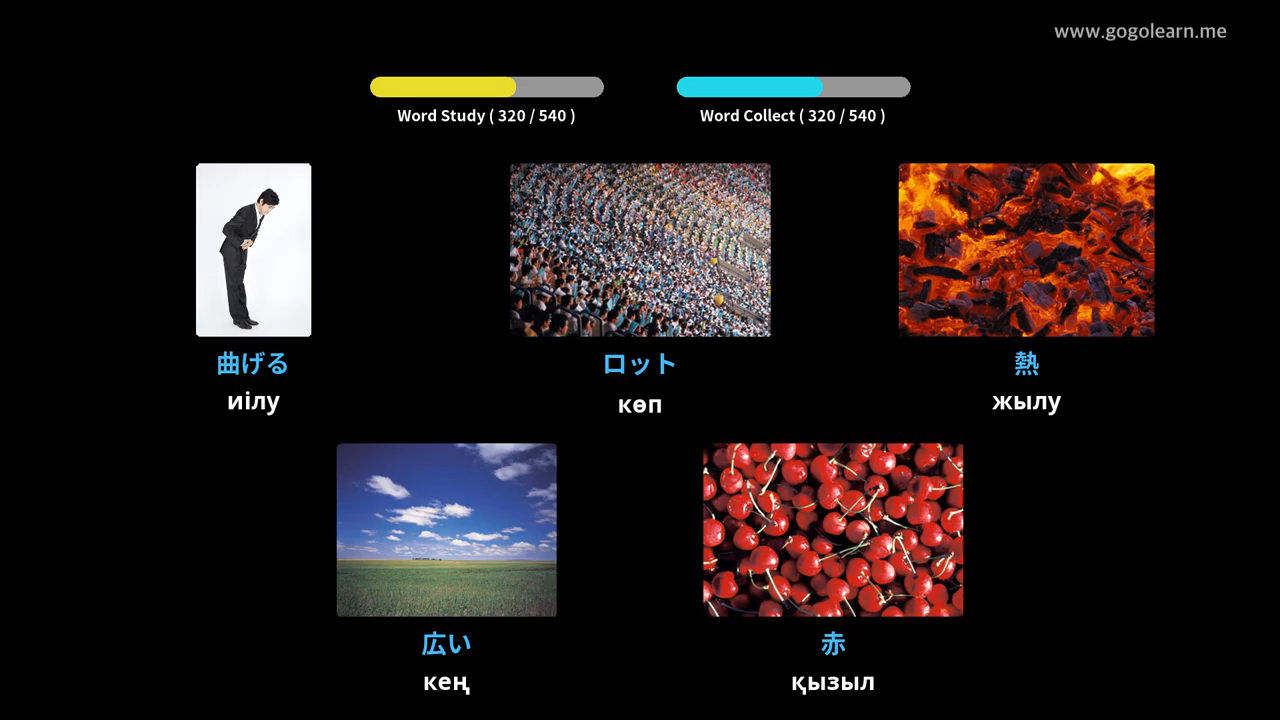 www.gogolearn.me
Word Study ( 320 / 540 )
Word Collect ( 320 / 540 )
曲げる
иілу
ロット
көп
熱
жылу
広い
кең
赤
қызыл